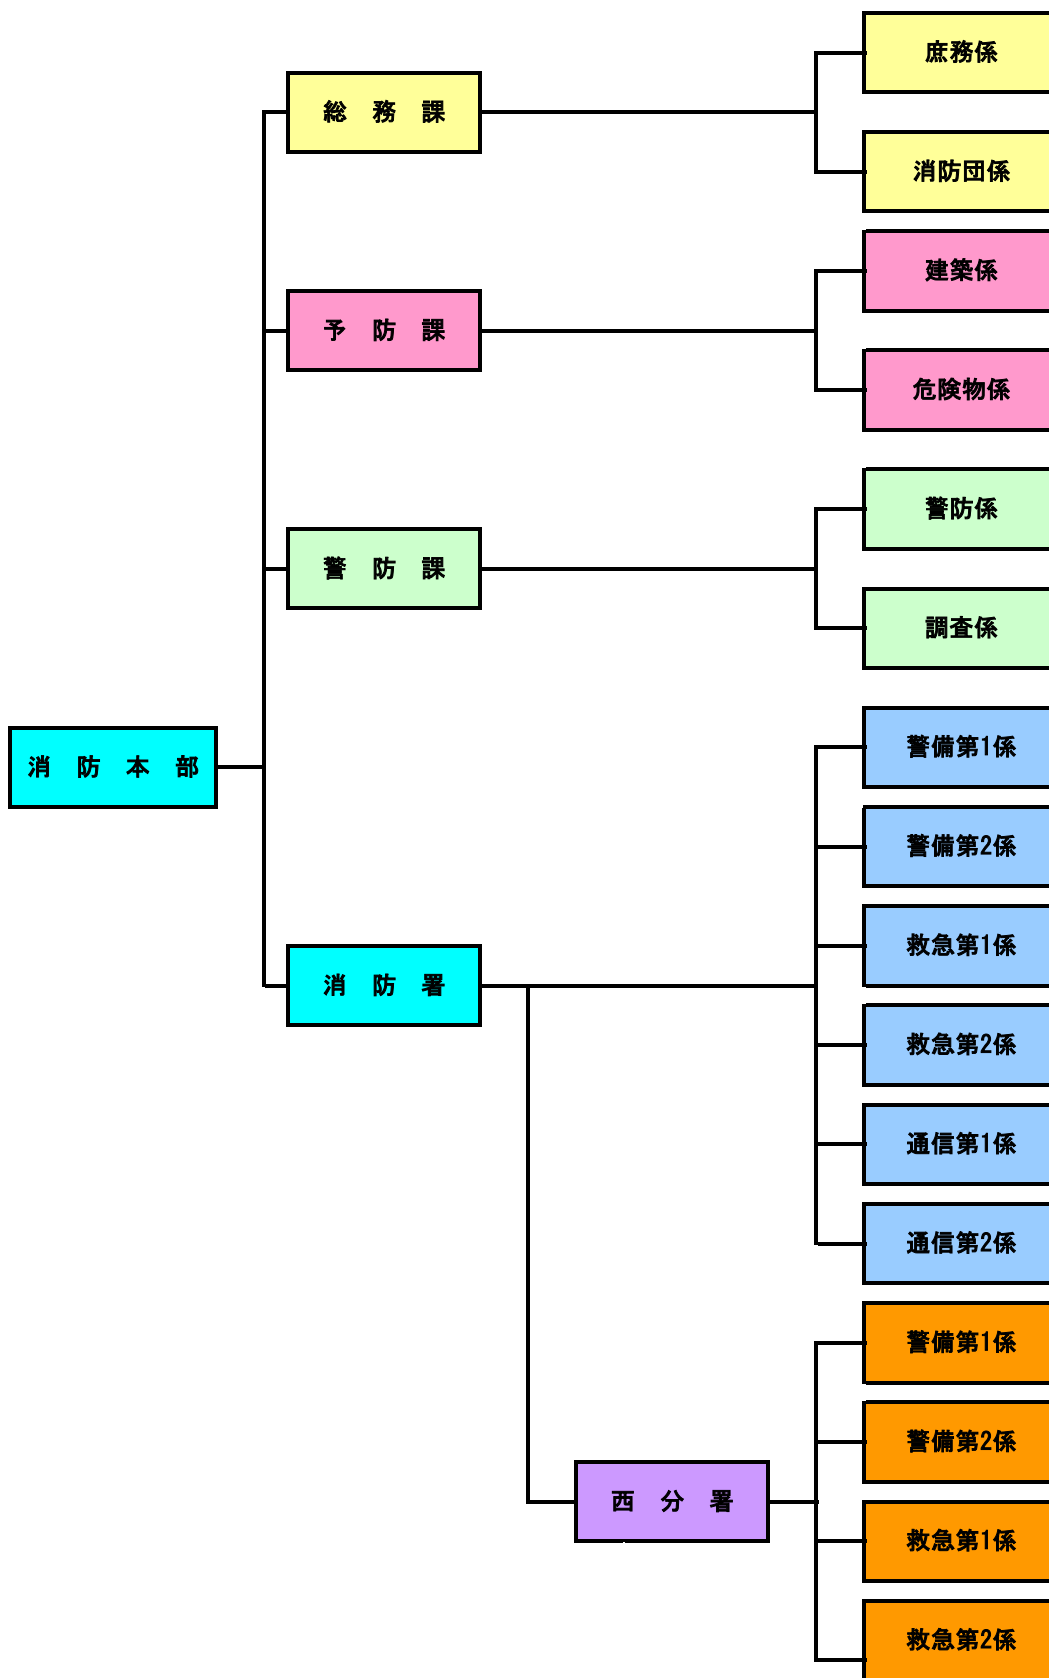 庶務係
総　務　課
消防団係
建築係
予　防　課
危険物係
警防係
警　防　課
調査係
警備第1係
消　防　本　部
警備第2係
救急第1係
消　防　署
救急第2係
通信第1係
通信第2係
警備第1係
警備第2係
西　分　署
救急第1係
救急第2係